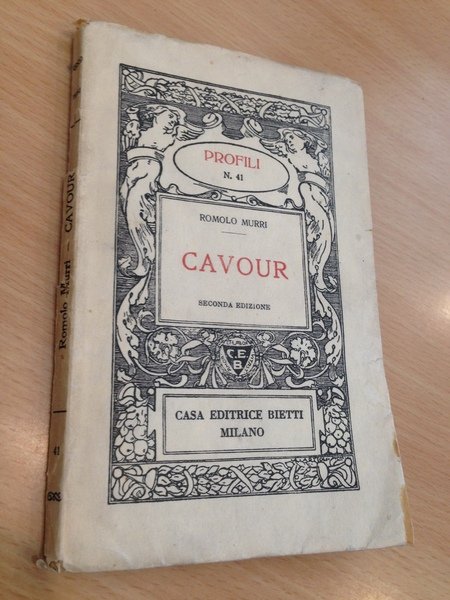 PROFILI
N. 41
ROMOLO MURRI
CAVOUR
SECONDA EDIZIONE
C.E.
B
CASA EDITRICE BIETTI
MILANO
Romolo Murri - CAVOUR
41